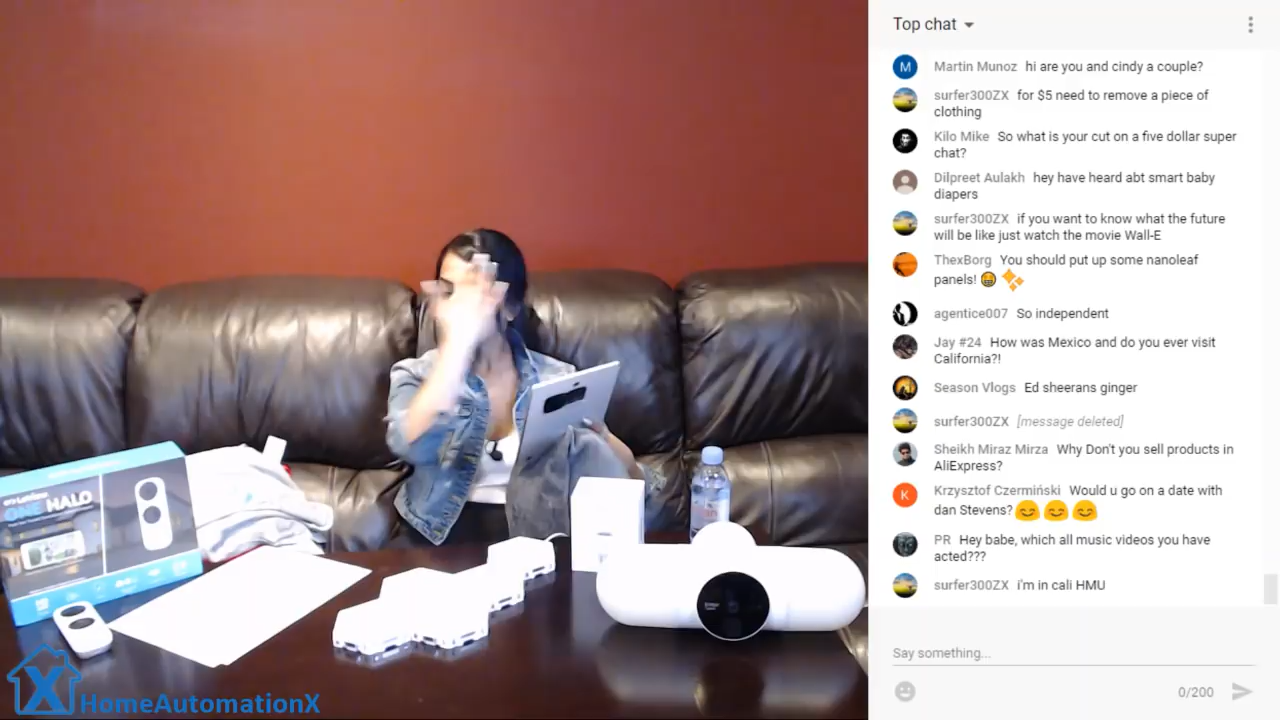 Top chat
Martin Munoz hi are you and cindy a couple?
surfer300ZX for $5 need to remove a piece of
clothing
Kilo Mike So what is your cut on a five dollar super
chat?
Dilpreet Aulakh hey have heard abt smart baby
diapers
surfer300ZX if you want to know what the future
will be like just watch the movie Wall-E
ThexBorg You should put up some nanoleaf
panels! 😁 ✨
agentice007 So independent
Jay #24 How was Mexico and do you ever visit
California?!
Season Vlogs Ed sheerans ginger
surfer300ZX [message deleted]
Sheikh Miraz Mirza Why Don't you sell products in
AliExpress?
K
Krzysztof Czermiński Would u go on a date with
dan Stevens? 😊 😊 😊
PR Hey babe, which all music videos you have
acted???
surfer300ZX i'm in cali HMU
Say something...
0/200
M
ONE HALO
X
HomeAutomationX